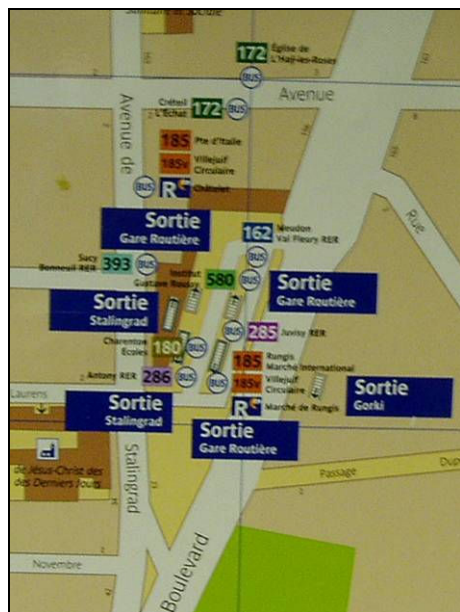 172
Église de
L'Haÿ-les-Roses
BUS
Avenue
Créteil
L'Échat
172
BUS
Avenue de
185
Pte d'Italie
185v
Villejuif
Circulaire
BUS
R
Châtelet
Rue
Sortie
Gare Routière
162
Meudon
Val Fleury RER
BUS
Sucy
Bonneuil RER
393
BUS
Institut
Gustave Roussy
580
BUS
Sortie
Gare Routière
Sortie
Stalingrad
BUS
285
Juvisy RER
Charenton
Ecoles
180
BUS
185
Rungis
Marché International
Antony RER
286
BUS
BUS
185v
Villejuif
Circulaire
Sortie
Gorki
R
Marché de Rungis
Laurens
Sortie
Stalingrad
Sortie
Gare Routière
de Jésus-Christ des
des Derniers Jours
Stalingrad
Passage
Novembre
Boulevard